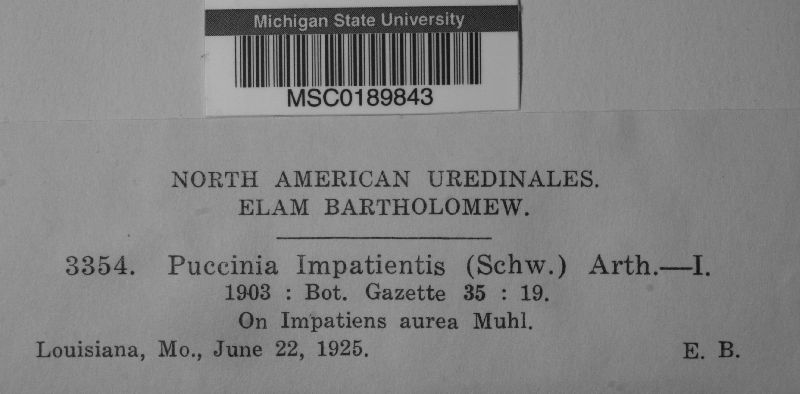 Michigan State University
MSC0189843
NORTH AMERICAN UREDINALES.
ELAM BARTHOLOMEW.
3354. Puccinia Impatientis (Schw.) Arth.—I.
1903 : Bot. Gazette 35 : 19.
On Impatiens aurea Muhl.
Louisiana, Mo., June 22, 1925. E. B.